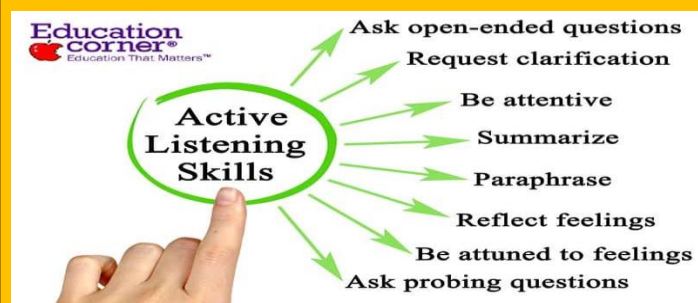 Education
corner®
Education That Matters™
Active
Listening
Skills
Ask open-ended questions
Request clarification
Be attentive
Summarize
Paraphrase
Reflect feelings
Be attuned to feelings
Ask probing questions